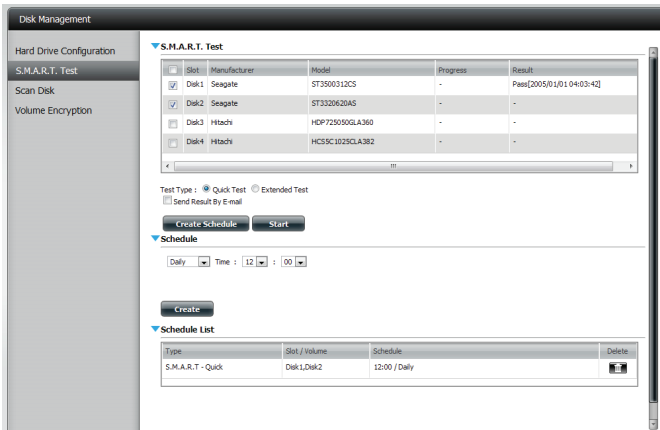 Disk Management
Hard Drive Configuration
S.M.A.R.T. Test
Scan Disk
Volume Encryption
S.M.A.R.T. Test
Slot Manufacturer Model Progress Result
Disk1 Seagate ST3500312CS - Pass[2005/01/01 04:03:42]
Disk2 Seagate ST3320620AS - -
Disk3 Hitachi HDP725050GLA360 - -
Disk4 Hitachi HCS5C1025CLA382 - -
Test Type : Quick Test Extended Test
Send Result By E-mail
Create Schedule Start
Schedule
Daily Time : 12 : 00
Create
Schedule List
Type Slot / Volume Schedule Delete
S.M.A.R.T - Quick Disk1,Disk2 12:00 / Daily